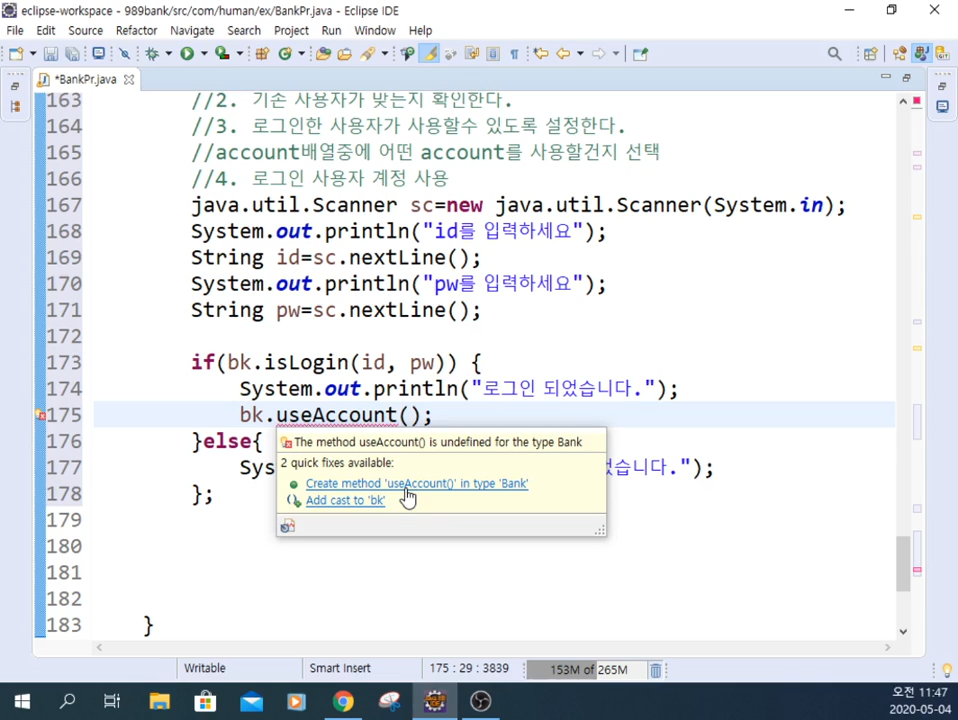 eclipse-workspace - 989bank/src/com/human/ex/BankPr.java - Eclipse IDE
File Edit Source Refactor Navigate Search Project Run Window Help
*BankPr.java
163 //2. 기존 사용자가 맞는지 확인한다.
164 //3. 로그인한 사용자가 사용할수 있도록 설정한다.
165 //account배열중에 어떤 account를 사용할건지 선택
166 //4. 로그인 사용자 계정 사용
167 java.util.Scanner sc=new java.util.Scanner(System.in);
168 System.out.println("id를 입력하세요");
169 String id=sc.nextLine();
170 System.out.println("pw를 입력하세요");
171 String pw=sc.nextLine();
172
173 if(bk.isLogin(id, pw)) {
174 System.out.println("로그인 되었습니다.");
175 bk.useAccount();
176 }else{
The method useAccount() is undefined for the type Bank
2 quick fixes available:
177 Sys 습니다.");
Create method 'useAccount()' in type 'Bank'
178 };
Add cast to 'bk'
179
180
181
182
183 }
Writable Smart Insert 175 : 29 : 3839 153M of 265M
오전 11:47
2020-05-04